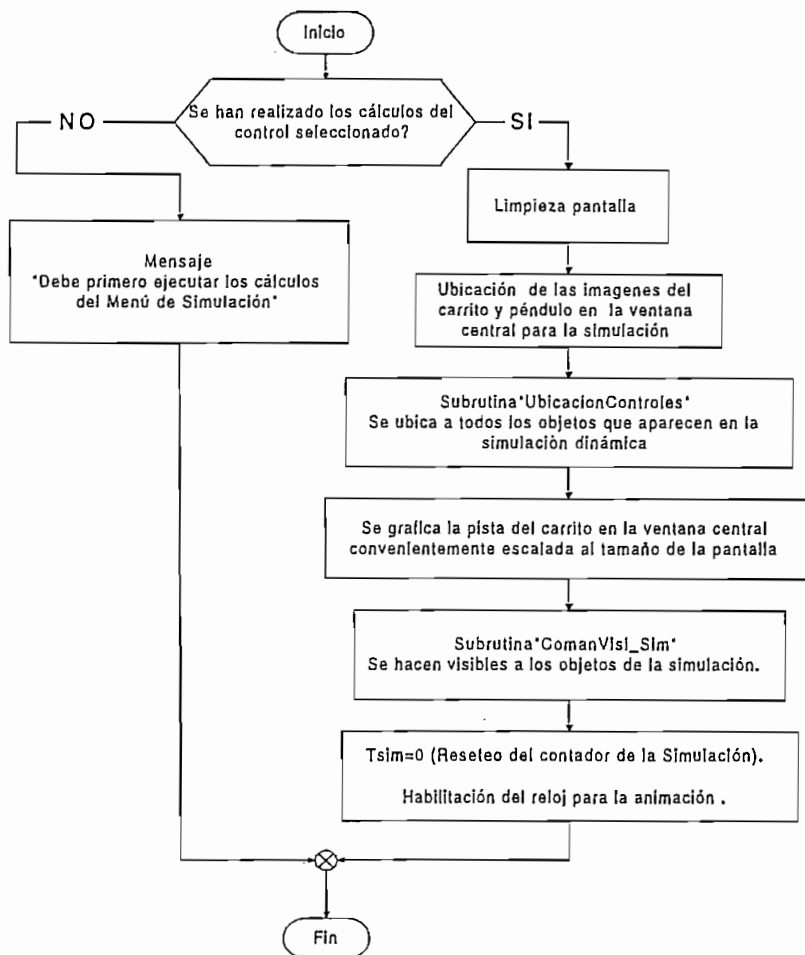 Inicio
Se han realizado los cálculos del
control seleccionado?
NO
SI
Limpieza pantalla
Mensaje
"Debe primero ejecutar los cálculos
del Menú de Simulación"
Ubicación de las imagenes del
carrito y péndulo en la ventana
central para la simulación
Subrutina"UbicacionControles"
Se ubica a todos los objetos que aparecen en la
simulación dinámica
Se grafica la pista del carrito en la ventana central
convenientemente escalada al tamaño de la pantalla
Subrutina"ComanVisi_Sim"
Se hacen visibles a los objetos de la simulación.
Tsim=0 (Reseteo del contador de la Simulación).
Habilitación del reloj para la animación .
Fin